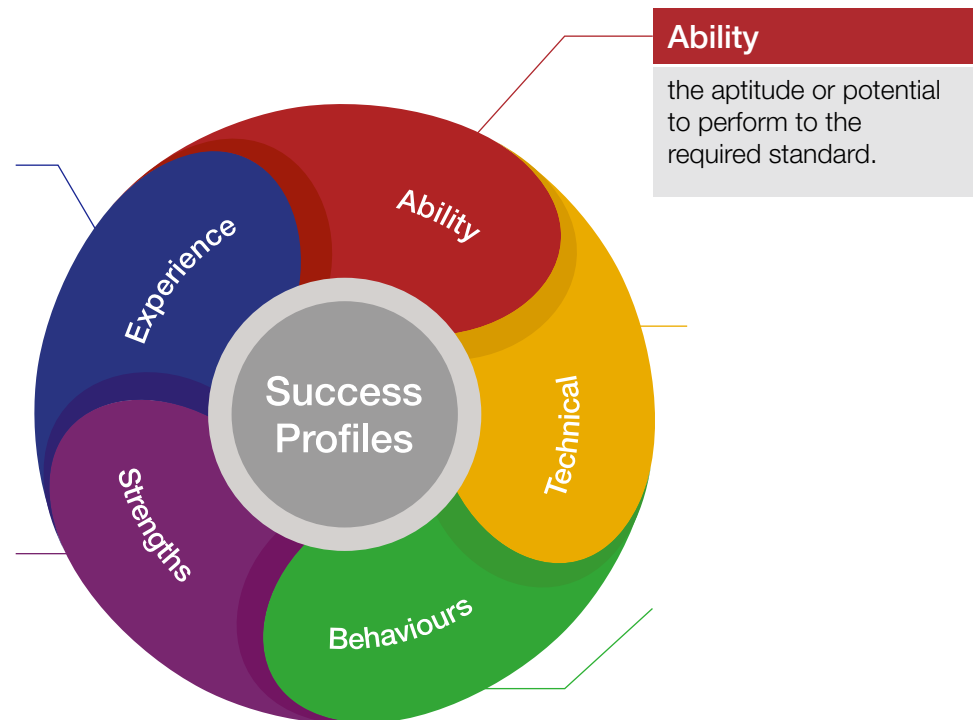 Ability
the aptitude or potential
to perform to the
required standard.
Ability
Experience
Technical
Success
Profiles
Strengths
Behaviours